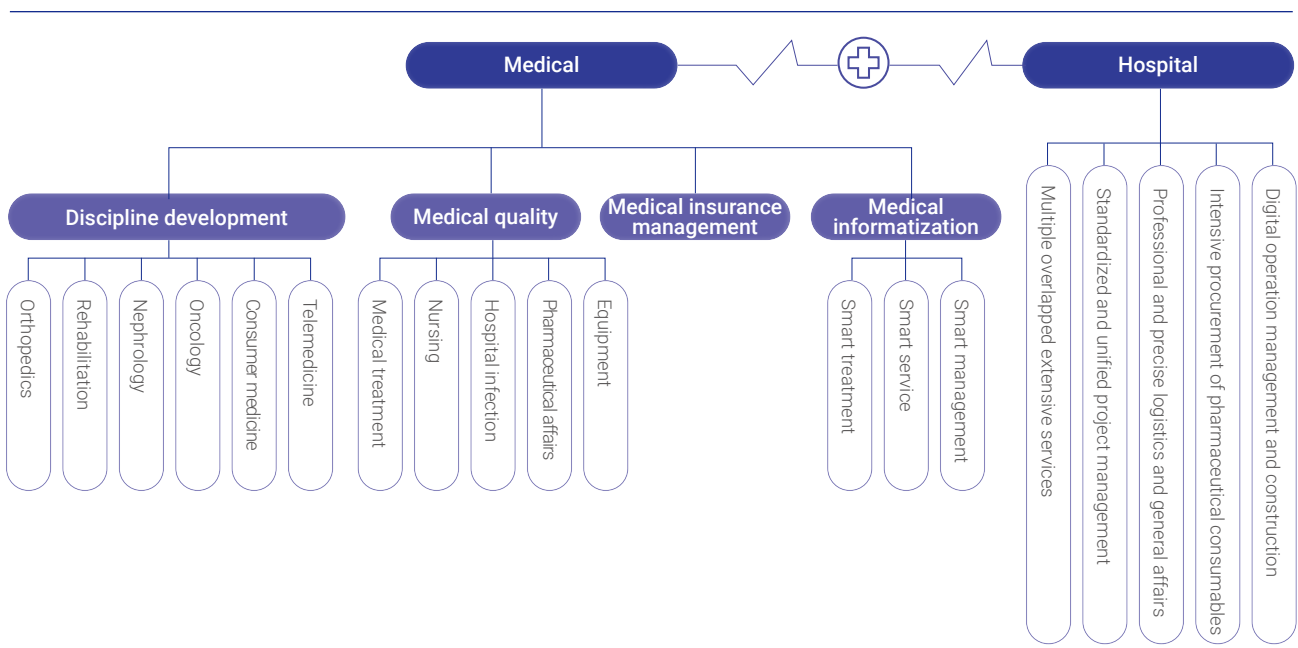 Medical
Hospital
Discipline development
Medical quality
Medical insurance
management
Medical
informatization
Orthopedics
Rehabilitation
Nephrology
Oncology
Consumer medicine
Telemedicine
Medical treatment
Nursing
Hospital infection
Pharmaceutical affairs
Equipment
Smart treatment
Smart service
Smart management
Multiple overlapped extensive services
Standardized and unified project management
Professional and precise logistics and general affairs
Intensive procurement of pharmaceutical consumables
Digital operation management and construction